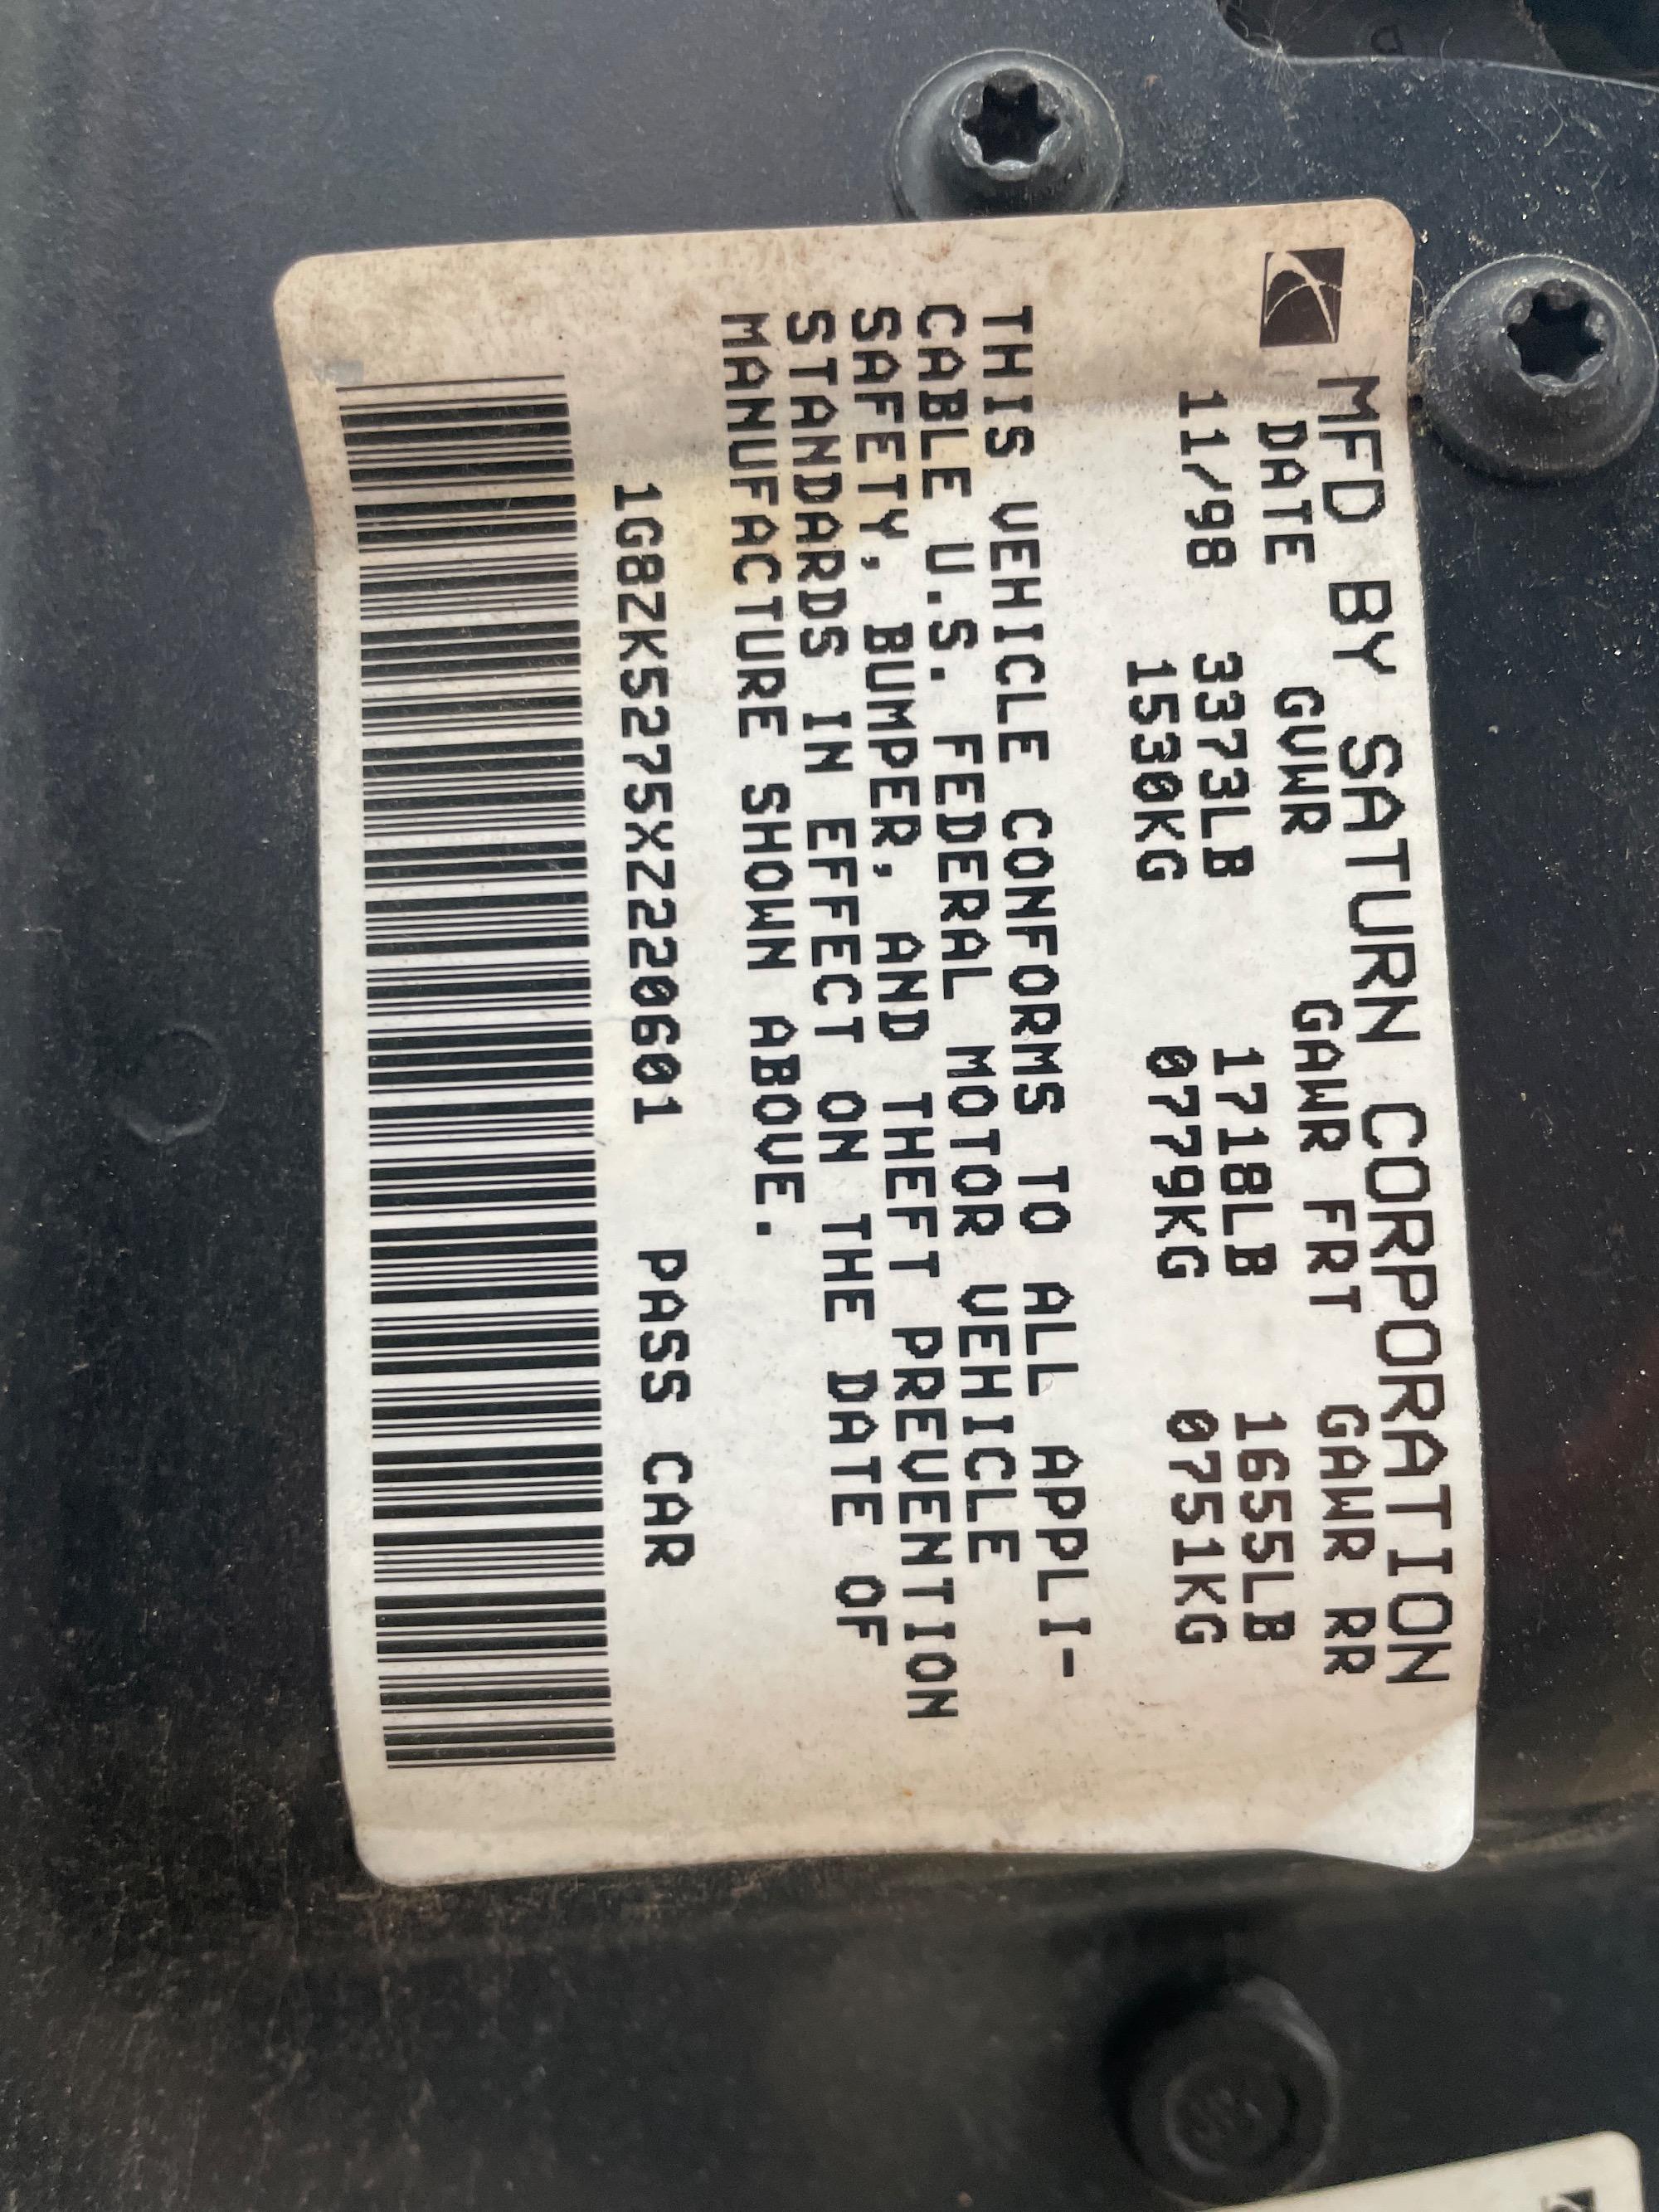 MFD BY SATURN CORPORATION
DATE GVWR GAWR FRT GAWR RR
11/98 3373LB 1718LB 1655LB
1530KG 0779KG 0751KG
THIS VEHICLE CONFORMS TO ALL APPLI-
CABLE U.S. FEDERAL MOTOR VEHICLE
SAFETY, BUMPER, AND THEFT PREVENTION
STANDARDS IN EFFECT ON THE DATE OF
MANUFACTURE SHOWN ABOVE.
1G8ZK5275XZ220601 PASS CAR